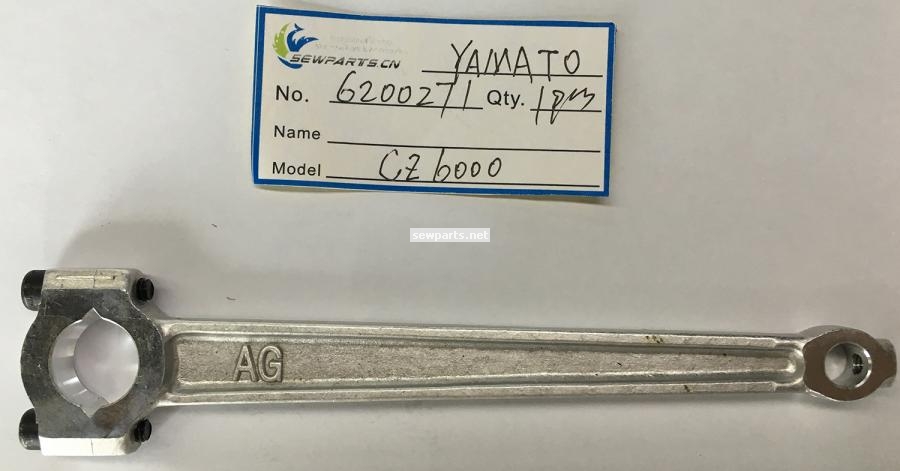 SEWPARTS.CN YAMATO
No. 6200271 Qty. 1pcs
Name
Model CZ6000
sewparts.net
AG